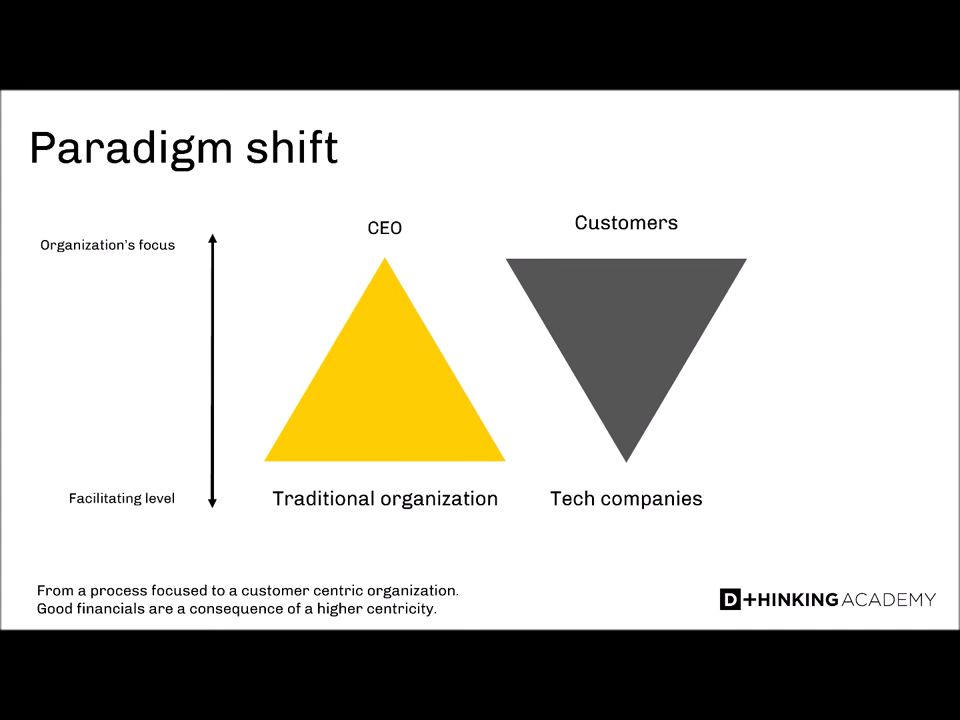 Paradigm shift
CEO
Customers
Organization's focus
Facilitating level
Traditional organization
Tech companies
From a process focused to a customer centric organization.
Good financials are a consequence of a higher centricity.
D+HINKING ACADEMY